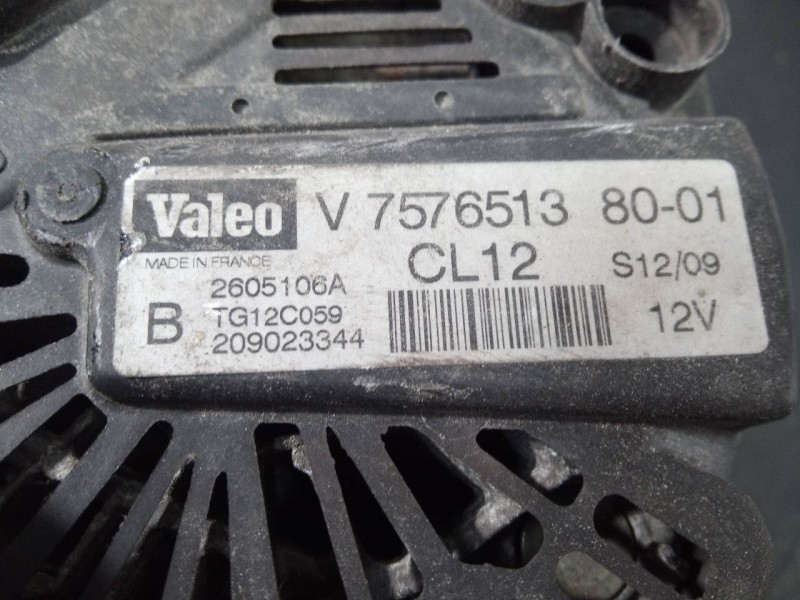 Valeo V 7576513 80-01
MADE IN FRANCE CL12 S12/09
2605106A
B TG12C059 12V
209023344